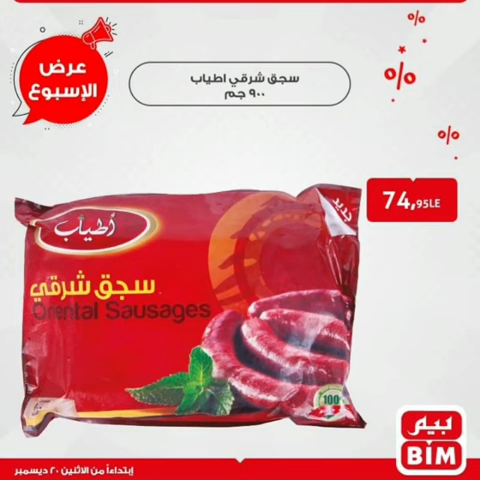 عرض
الإسبوع
سجق شرقي اطياب
٩٠٠ جم
% % %
74,95LE
جديد
أطياب
سجق شرقي
Oriental Sausages
100
بيم
BIM
إبتداءاً من الاثنين ٢٠ ديسمبر